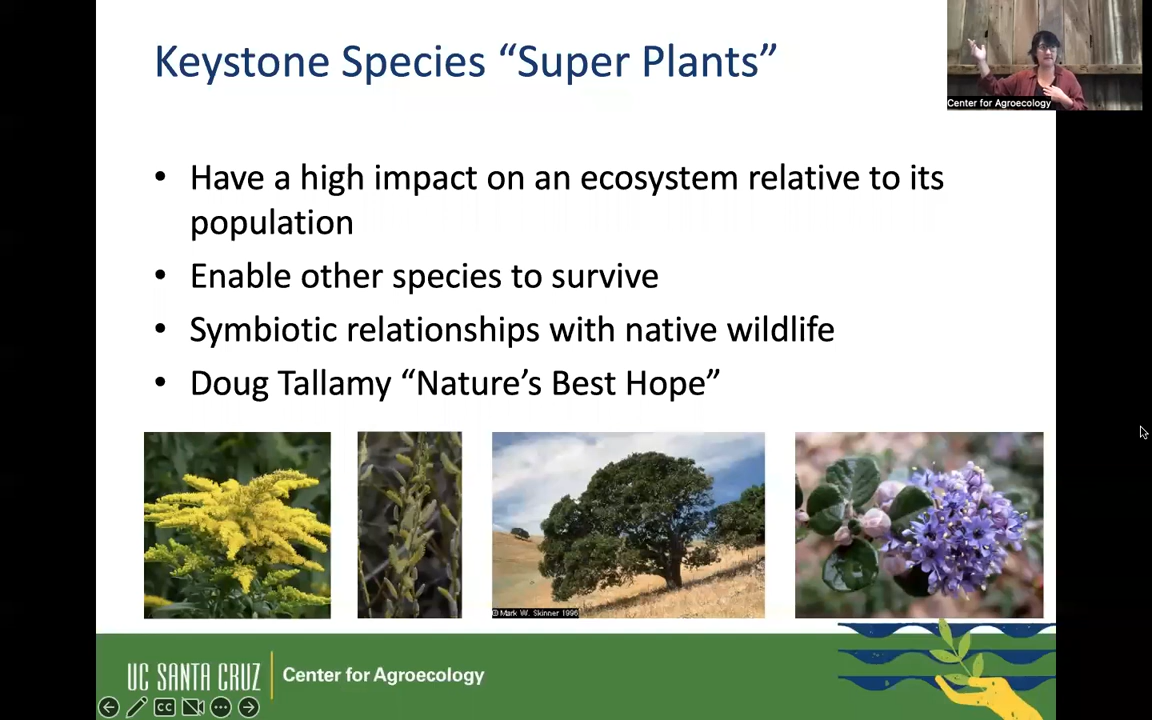 Keystone Species “Super Plants”
Center for Agroecology
• Have a high impact on an ecosystem relative to its
population
• Enable other species to survive
• Symbiotic relationships with native wildlife
• Doug Tallamy “Nature’s Best Hope”
© Mark W. Skinner 1996
UC SANTA CRUZ
Center for Agroecology
CC